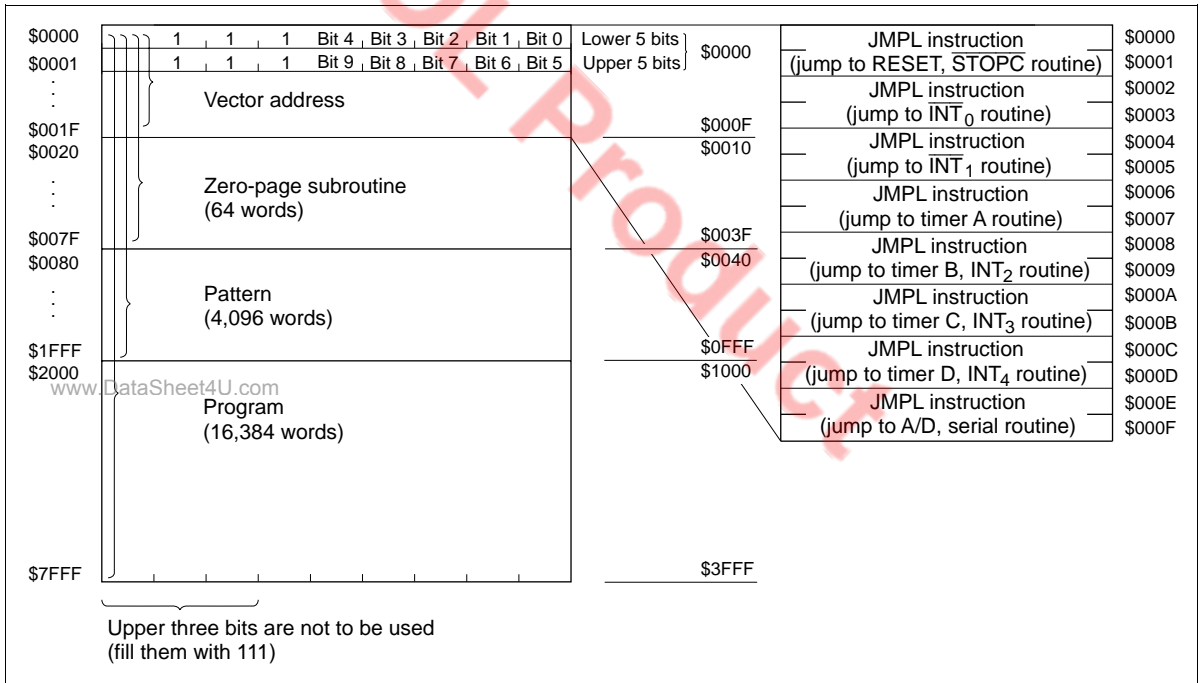 $0000 1 1 1 Bit 4 Bit 3 Bit 2 Bit 1 Bit 0 Lower 5 bits
$0001 1 1 1 Bit 9 Bit 8 Bit 7 Bit 6 Bit 5 Upper 5 bits
$0000
Vector address
$001F
$000F
$0020
$0010
Zero-page subroutine
(64 words)
$007F
$003F
$0080
$0040
Pattern
(4,096 words)
$1FFF
$0FFF
$2000
$1000
www.DataSheet4U.com
Program
(16,384 words)
$7FFF
$3FFF
Upper three bits are not to be used
(fill them with 111)
JMPL instruction $0000
(jump to RESET, STOPC routine) $0001
JMPL instruction $0002
(jump to INT0 routine) $0003
JMPL instruction $0004
(jump to INT1 routine) $0005
JMPL instruction $0006
(jump to timer A routine) $0007
JMPL instruction $0008
(jump to timer B, INT2 routine) $0009
JMPL instruction $000A
(jump to timer C, INT3 routine) $000B
JMPL instruction $000C
(jump to timer D, INT4 routine) $000D
JMPL instruction $000E
(jump to A/D, serial routine) $000F
Product